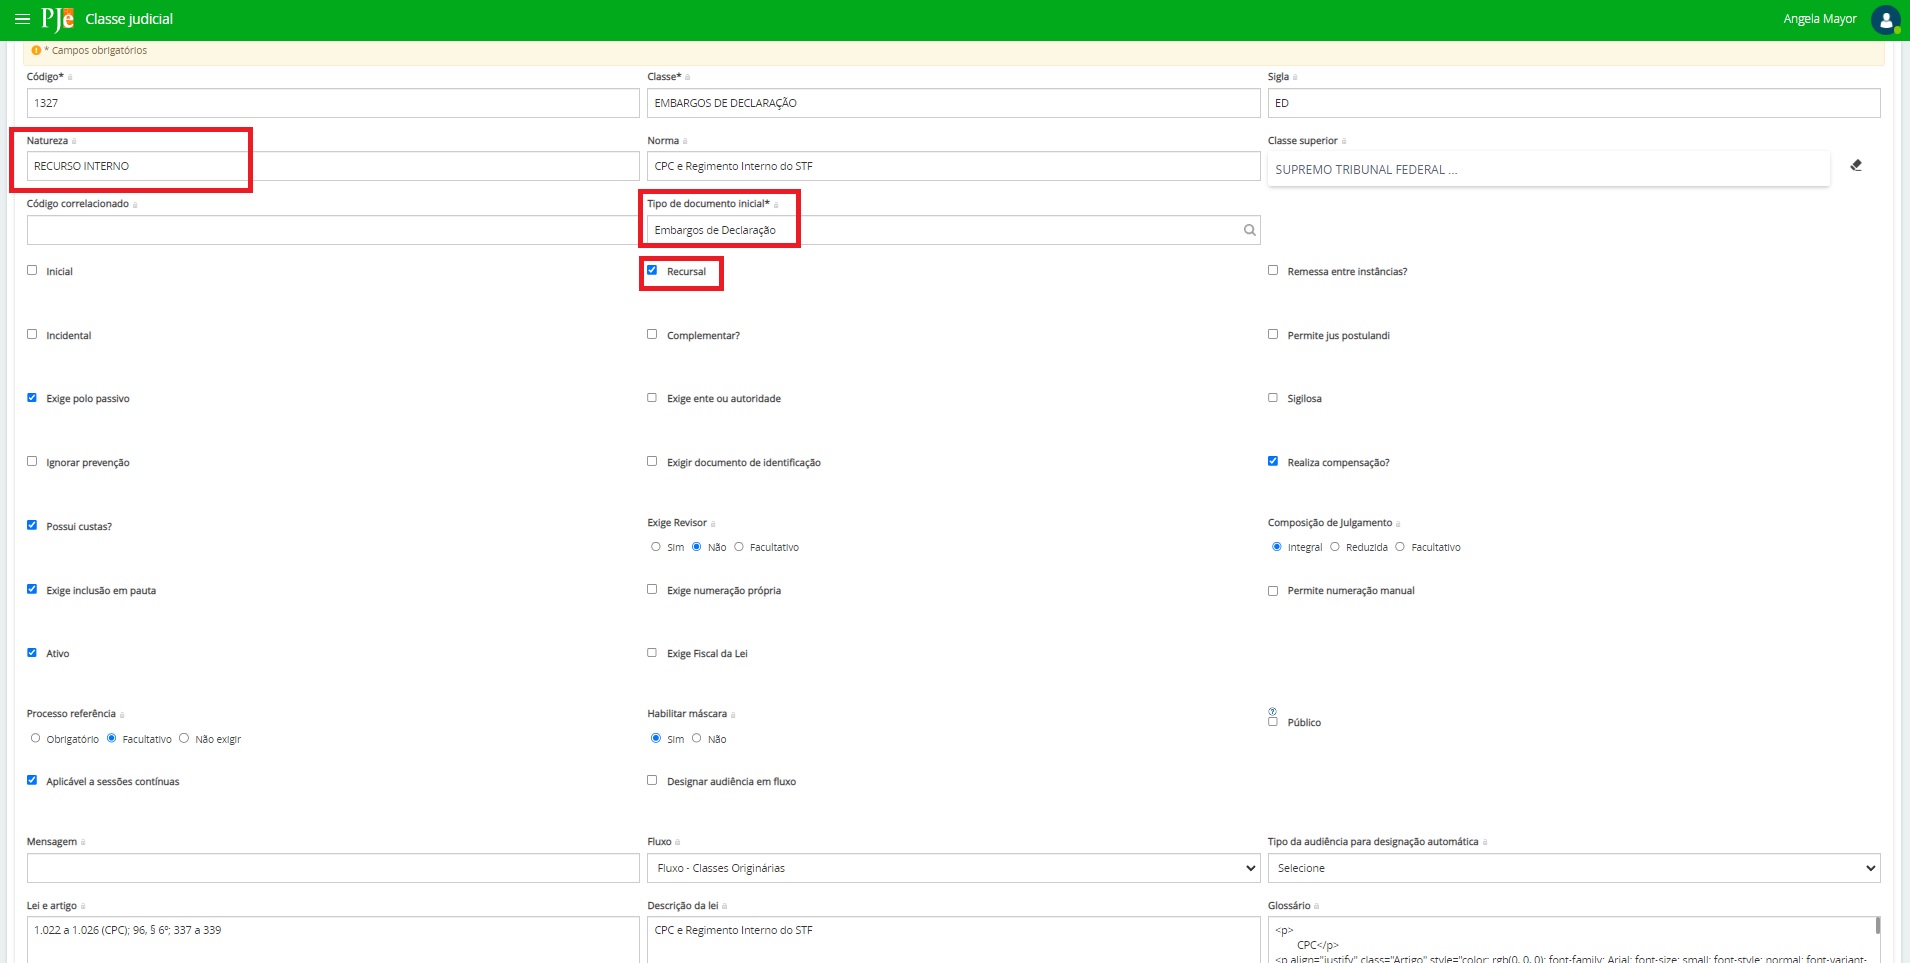 PJe Classe judicial Angela Mayor
* Campos obrigatórios
Código* Classe* Sigla
1327 EMBARGOS DE DECLARAÇÃO ED
Natureza Norma Classe superior
RECURSO INTERNO CPC e Regimento Interno do STF SUPREMO TRIBUNAL FEDERAL ...
Código correlacionado Tipo de documento inicial*
Embargos de Declaração
Inicial Recursal Remessa entre instâncias?
Incidental Complementar? Permite jus postulandi
Exige polo passivo Exige ente ou autoridade Sigilosa
Ignorar prevenção Exigir documento de identificação Realiza compensação?
Possui custas? Exige Revisor Composição de Julgamento
Sim Não Facultativo Integral Reduzida Facultativo
Exige inclusão em pauta Exige numeração própria Permite numeração manual
Ativo Exige Fiscal da Lei
Processo referência Habilitar máscara Público
Obrigatório Facultativo Não exigir Sim Não
Aplicável a sessões contínuas Designar audiência em fluxo
Mensagem Fluxo Tipo da audiência para designação automática
Fluxo - Classes Originárias Selecione
Lei e artigo Descrição da lei Glossário
1.022 a 1.026 (CPC); 96, § 6º; 337 a 339 CPC e Regimento Interno do STF <p>
CPC</p>
<p align="justify" class="Artigo" style="color: rgb(0, 0, 0); font-family: Arial; font-size: small; font-style: normal; font-variant-